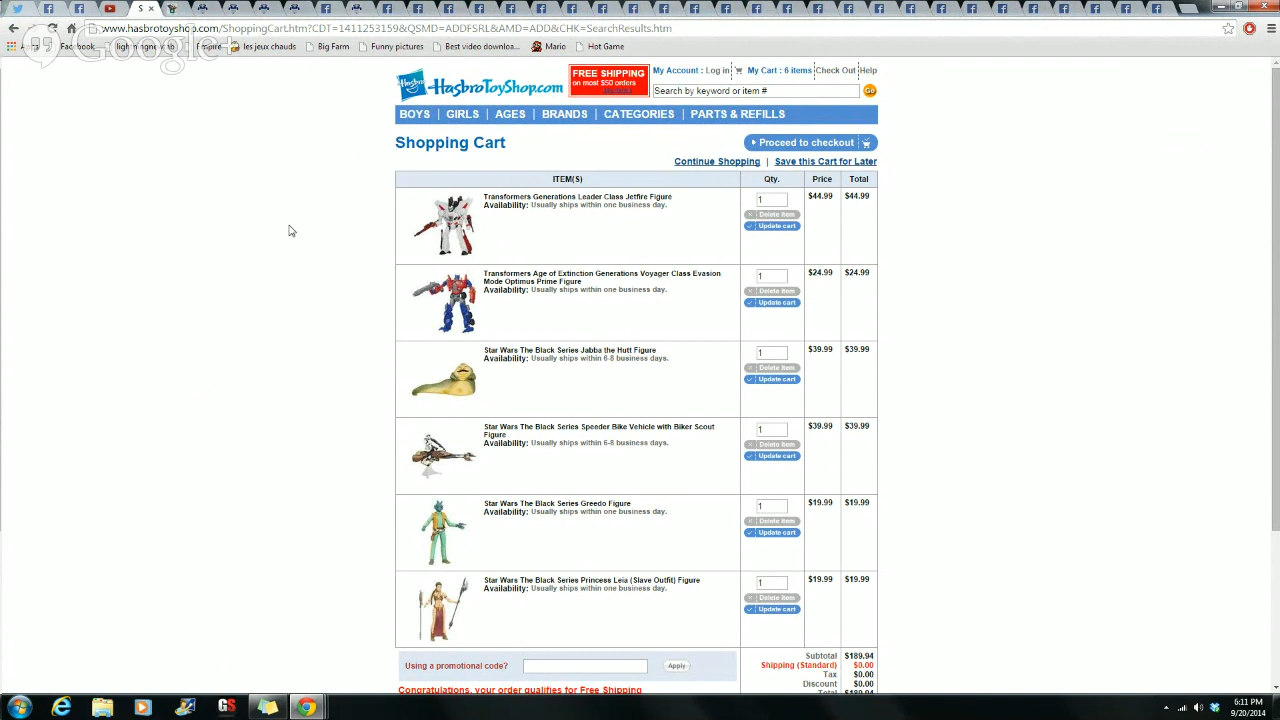 S
www.hasbrotoyshop.com/ShoppingCart.htm?CDT=1411253159&QSMD=ADDFSRL&AMD=ADD&CHK=SearchResults.htm
Google+
Facebook
Empire
les jeux chauds
Big Farm
Funny pictures
Best video downloa...
Mario
Hot Game
Hasbro
HasbroToyShop.com
FREE SHIPPING
on most $50 orders
My Account : Log in
My Cart : 6 items
Check Out
Help
Search by keyword or item #
Go
BOYS | GIRLS | AGES | BRANDS | CATEGORIES | PARTS & REFILLS
Shopping Cart
Proceed to checkout
Continue Shopping | Save this Cart for Later
ITEM(S) Qty. Price Total
Transformers Generations Leader Class Jetfire Figure
Availability: Usually ships within one business day.
1 $44.99 $44.99
Delete Item
Update cart
Transformers Age of Extinction Generations Voyager Class Evasion
Mode Optimus Prime Figure
Availability: Usually ships within one business day.
1 $24.99 $24.99
Delete Item
Update cart
Star Wars The Black Series Jabba the Hutt Figure
Availability: Usually ships within 6-8 business days.
1 $39.99 $39.99
Delete Item
Update cart
Star Wars The Black Series Speeder Bike Vehicle with Biker Scout
Figure
Availability: Usually ships within 6-8 business days.
1 $39.99 $39.99
Delete Item
Update cart
Star Wars The Black Series Greedo Figure
Availability: Usually ships within one business day.
1 $19.99 $19.99
Delete Item
Update cart
Star Wars The Black Series Princess Leia (Slave Outfit) Figure
Availability: Usually ships within one business day.
1 $19.99 $19.99
Delete Item
Update cart
Using a promotional code?
Apply
Subtotal $189.94
Shipping (Standard) $0.00
Tax $0.00
Discount $0.00
Total $189.94
Congratulations, your order qualifies for Free Shipping
GS
6:11 PM
9/20/2014